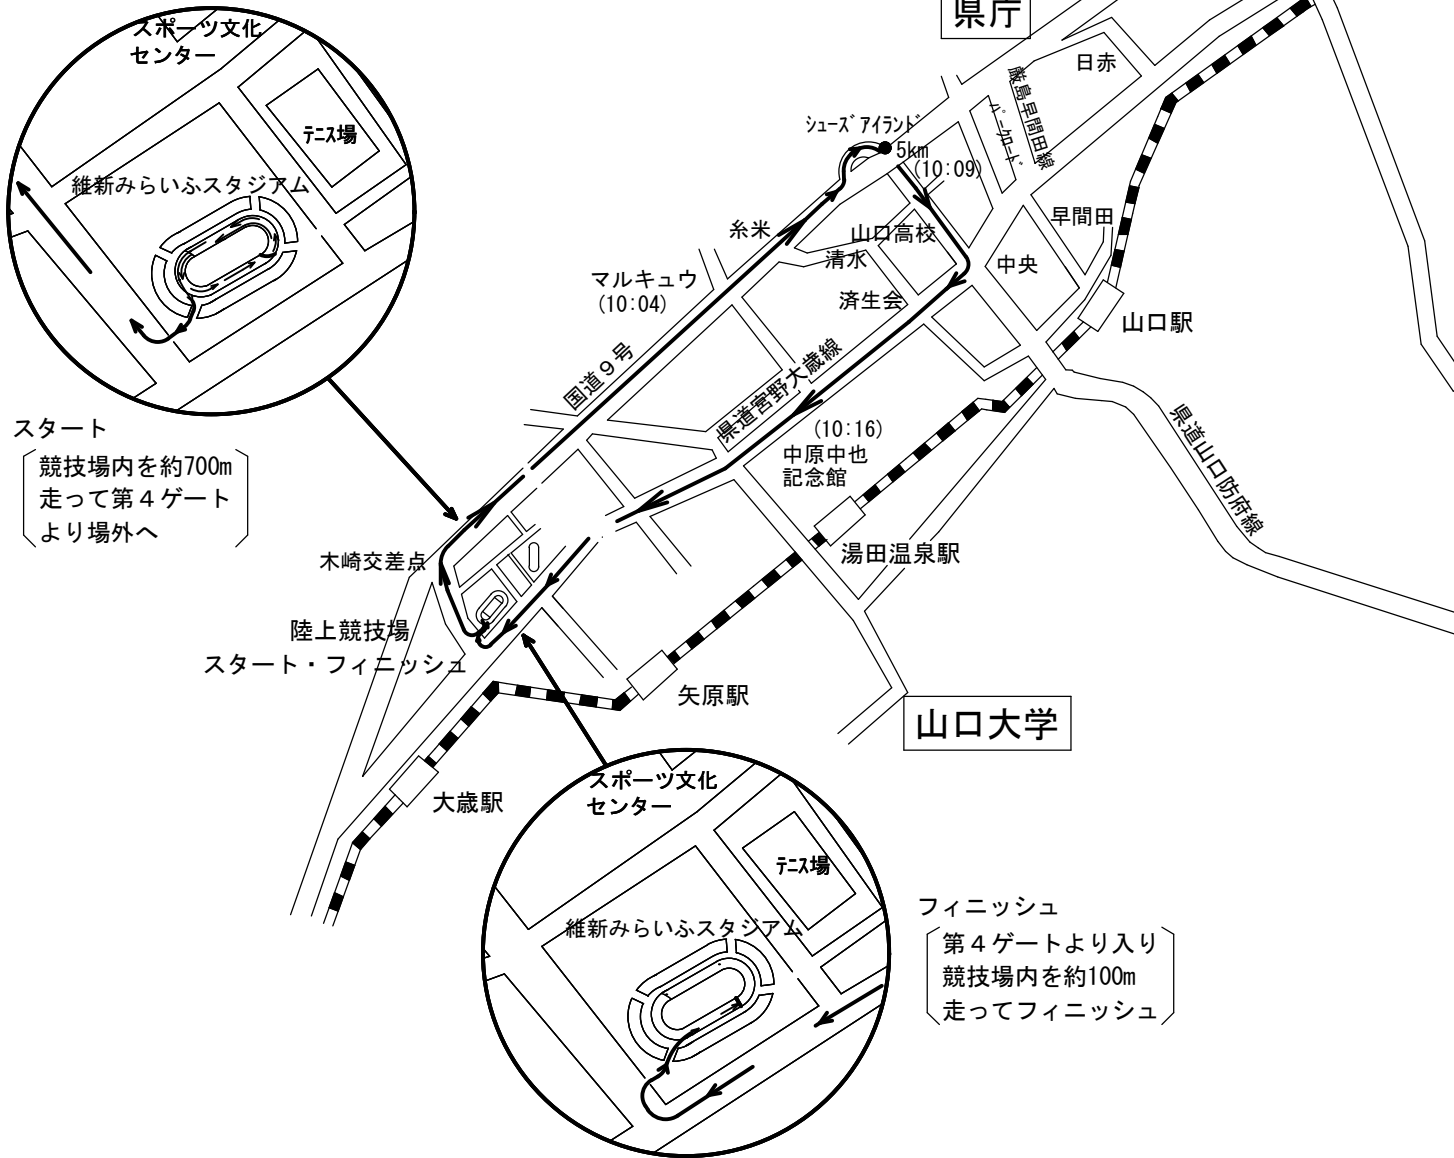 県庁
スポーツ文化
センター
テニス場
維新みらいふスタジアム
日赤
厳島早間田線
パークロード
シューズアイランド
5km
(10:09)
早間田
糸米
山口高校
清水
中央
済生会
マルキュウ
(10:04)
山口駅
国道9号
県道宮野大歳線
(10:16)
中原中也
記念館
県道山口防府線
スタート
競技場内を約700m
走って第4ゲート
より場外へ
湯田温泉駅
木崎交差点
陸上競技場
スタート・フィニッシュ
矢原駅
山口大学
大歳駅
スポーツ文化
センター
テニス場
維新みらいふスタジアム
フィニッシュ
第4ゲートより入り
競技場内を約100m
走ってフィニッシュ